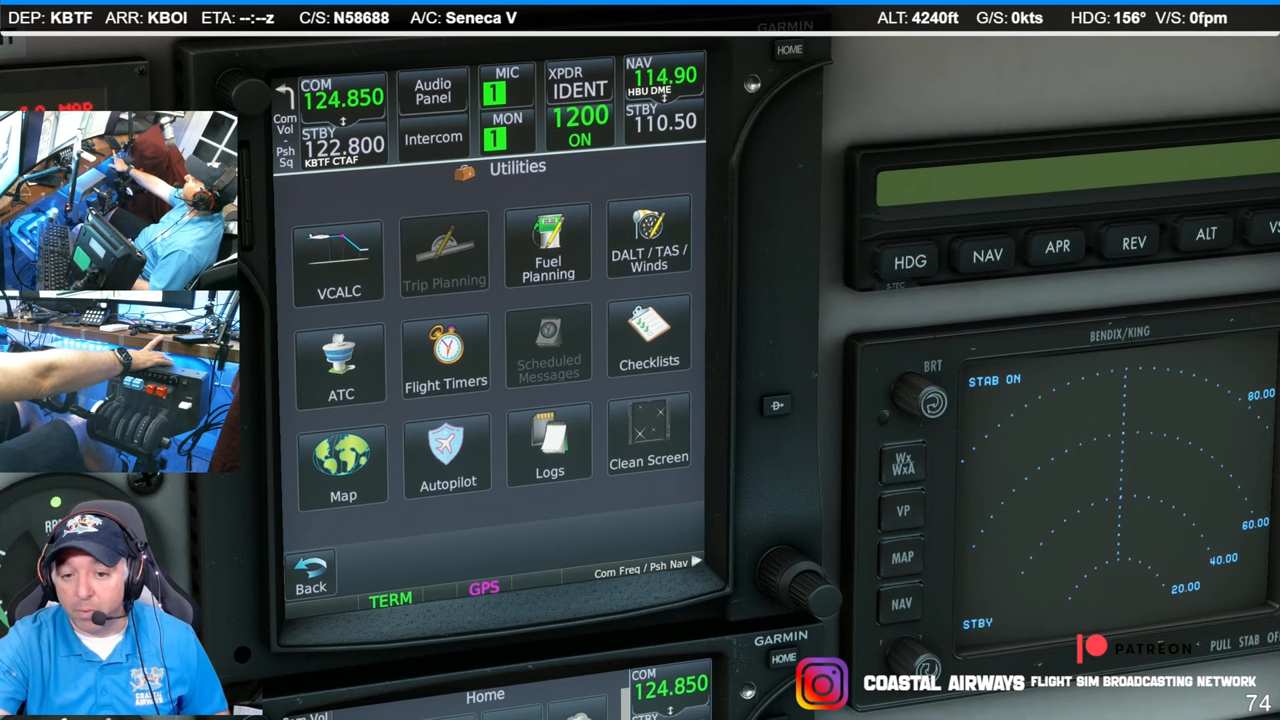 DEP: KBTF ARR: KBOI ETA: --:--z C/S: N58688 A/C: Seneca V ALT: 4240ft G/S: 0kts HDG: 156° V/S: 0fpm
GARMIN
HOME
COM
124.850
STBY
122.800
KBTF CTAF
Com
Vol
-
Psh
Sq
Audio
Panel
Intercom
MIC
1
MON
1
XPDR
IDENT
1200
ON
NAV
114.90
HBU DME
STBY
110.50
Utilities
VCALC
Trip Planning
Fuel
Planning
DALT / TAS /
Winds
ATC
Flight Timers
Scheduled
Messages
Checklists
Map
Autopilot
Logs
Clean Screen
Back
TERM
GPS
Com Freq / Psh Nav
HDG
NAV
APR
REV
ALT
VS
S-TEC
BENDIX/KING
BRT
STAB ON
80.00
60.00
40.00
20.00
STBY
Wx
WxA
VP
MAP
NAV
PULL STAB OFF
GARMIN
HOME
Home
COM
124.850
Com Vol
PATREON
COASTAL AIRWAYS FLIGHT SIM BROADCASTING NETWORK
74